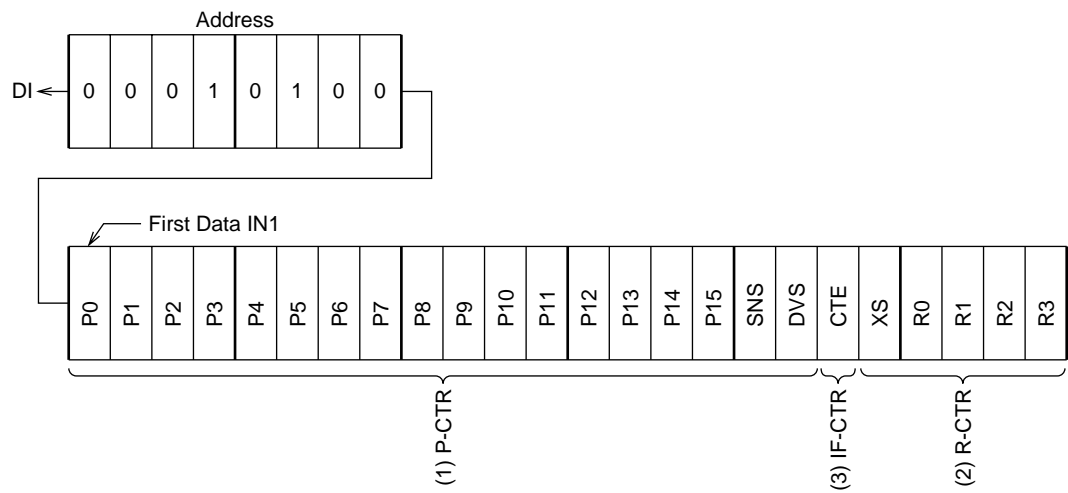 Address
DI 0 0 0 1 0 1 0 0
First Data IN1
P0 P1 P2 P3 P4 P5 P6 P7 P8 P9 P10 P11 P12 P13 P14 P15 SNS DVS CTE XS R0 R1 R2 R3
(1) P-CTR
(3) IF-CTR
(2) R-CTR